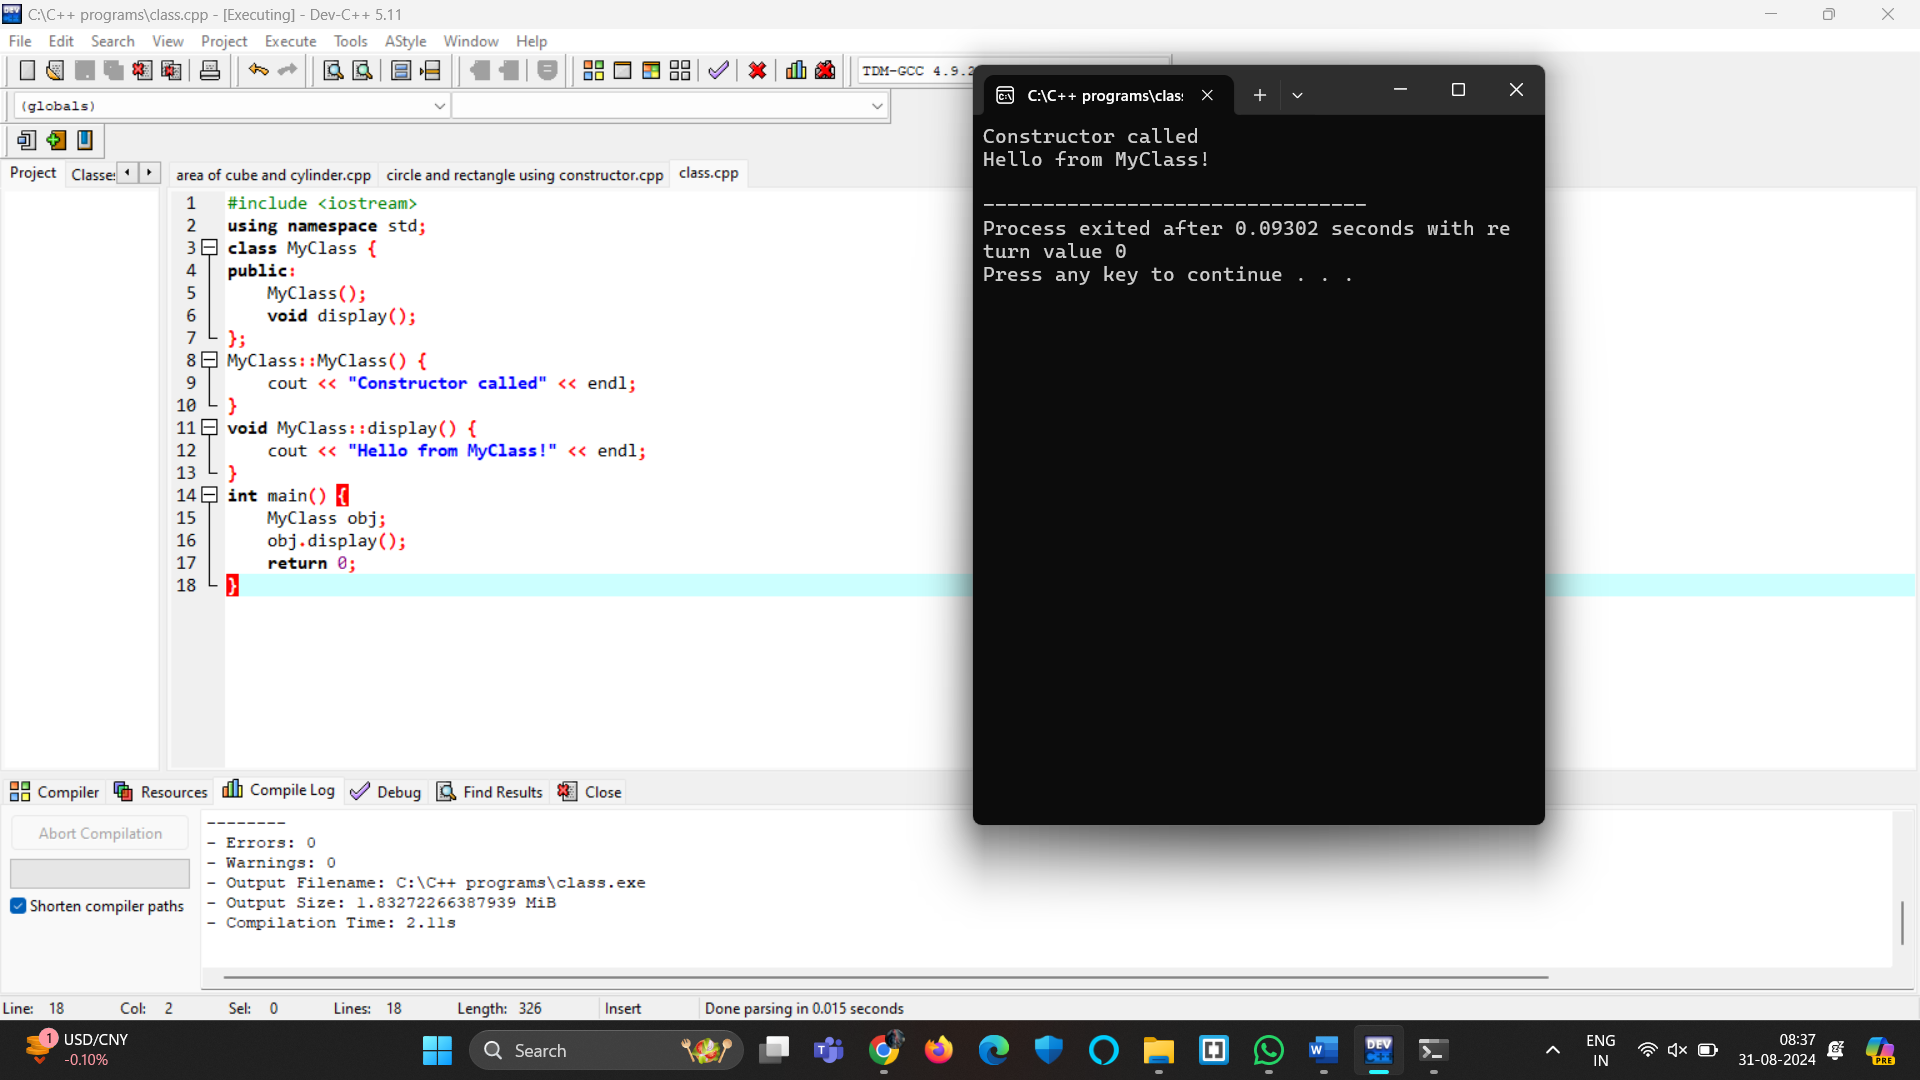 C:\C++ programs\class.cpp - [Executing] - Dev-C++ 5.11
File Edit Search View Project Execute Tools AStyle Window Help
TDM-GCC 4.9.2
(globals)
Project Classes
area of cube and cylinder.cpp circle and rectangle using constructor.cpp class.cpp
1 #include <iostream>
2 using namespace std;
3 class MyClass {
4 public:
5 MyClass();
6 void display();
7 };
8 MyClass::MyClass() {
9 cout << "Constructor called" << endl;
10 }
11 void MyClass::display() {
12 cout << "Hello from MyClass!" << endl;
13 }
14 int main() {
15 MyClass obj;
16 obj.display();
17 return 0;
18 }
C:\C++ programs\clas
Constructor called
Hello from MyClass!
--------------------------------
Process exited after 0.09302 seconds with re
turn value 0
Press any key to continue . . .
Compiler Resources Compile Log Debug Find Results Close
Abort Compilation
Shorten compiler paths
--------
- Errors: 0
- Warnings: 0
- Output Filename: C:\C++ programs\class.exe
- Output Size: 1.83272266387939 MiB
- Compilation Time: 2.11s
Line: 18 Col: 2 Sel: 0 Lines: 18 Length: 326 Insert Done parsing in 0.015 seconds
1 USD/CNY
-0.10%
Search
DEV
ENG
IN
08:37
31-08-2024
PRE